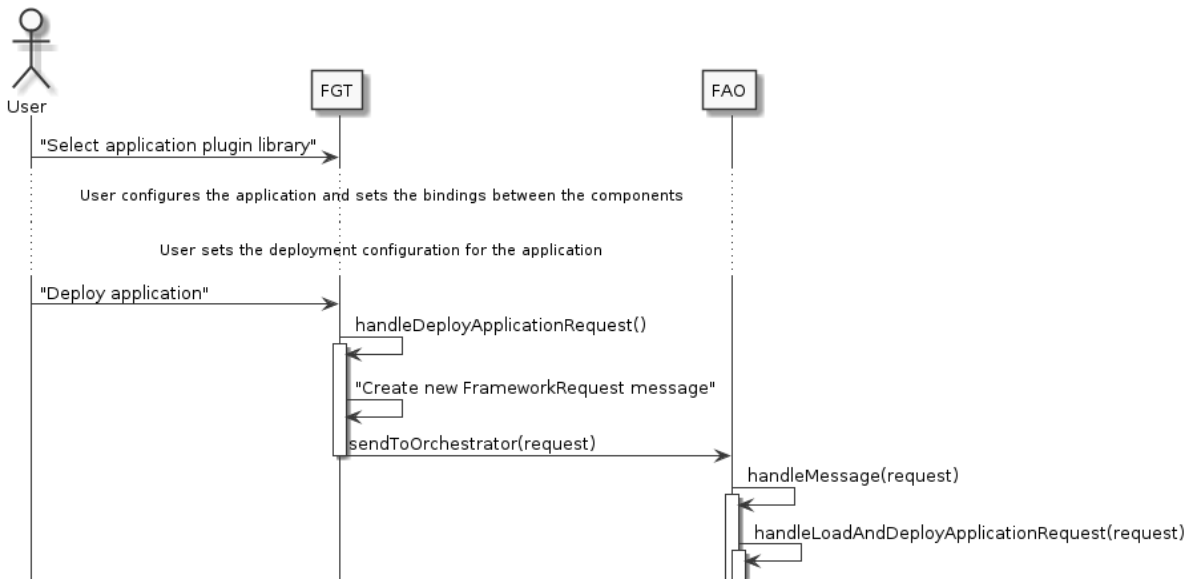 User
FGT
FAO
"Select application plugin library"
User configures the application and sets the bindings between the components
User sets the deployment configuration for the application
"Deploy application"
handleDeployApplicationRequest()
"Create new FrameworkRequest message"
sendToOrchestrator(request)
handleMessage(request)
handleLoadAndDeployApplicationRequest(request)